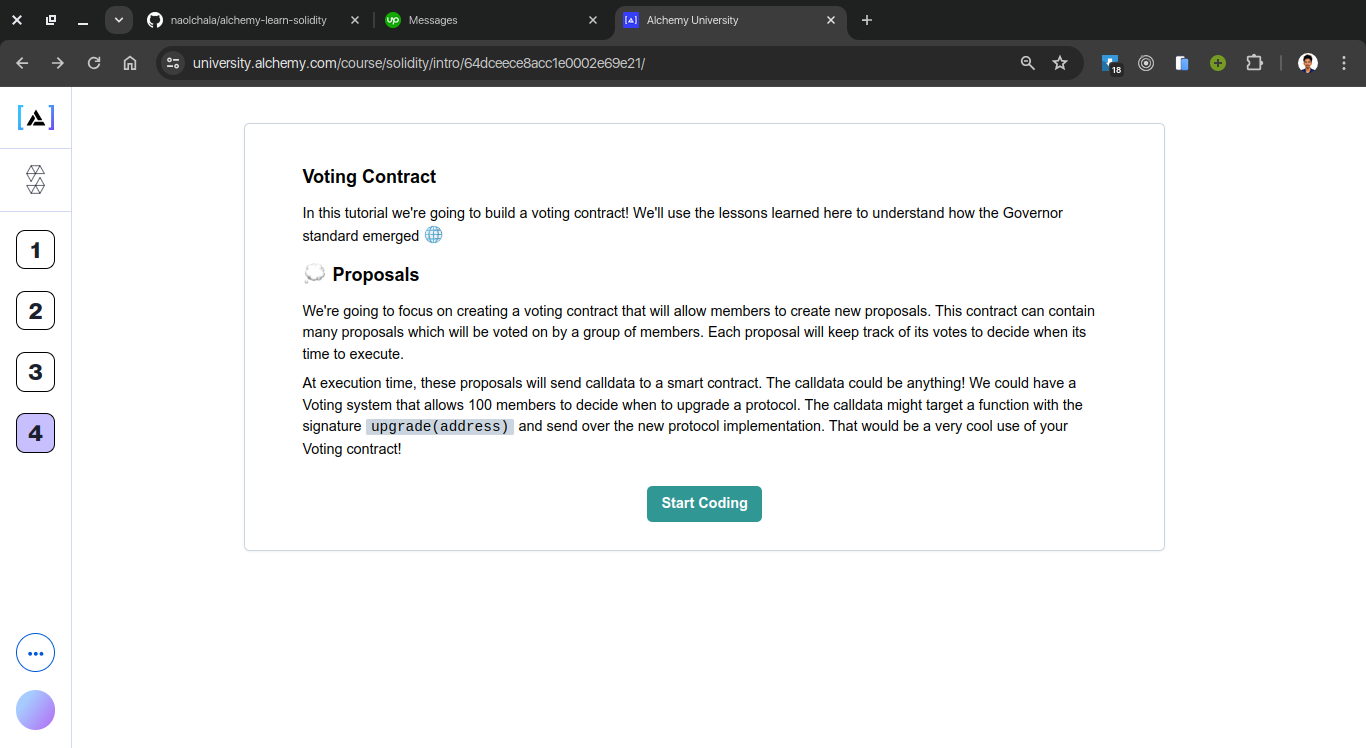 naolchala/alchemy-learn-solidity
Messages
Alchemy University
university.alchemy.com/course/solidity/intro/64dceece8acc1e0002e69e21/
18
1
2
3
4
Voting Contract
In this tutorial we're going to build a voting contract! We'll use the lessons learned here to understand how the Governor
standard emerged 🌐
💭 Proposals
We're going to focus on creating a voting contract that will allow members to create new proposals. This contract can contain
many proposals which will be voted on by a group of members. Each proposal will keep track of its votes to decide when its
time to execute.
At execution time, these proposals will send calldata to a smart contract. The calldata could be anything! We could have a
Voting system that allows 100 members to decide when to upgrade a protocol. The calldata might target a function with the
signature upgrade(address) and send over the new protocol implementation. That would be a very cool use of your
Voting contract!
Start Coding